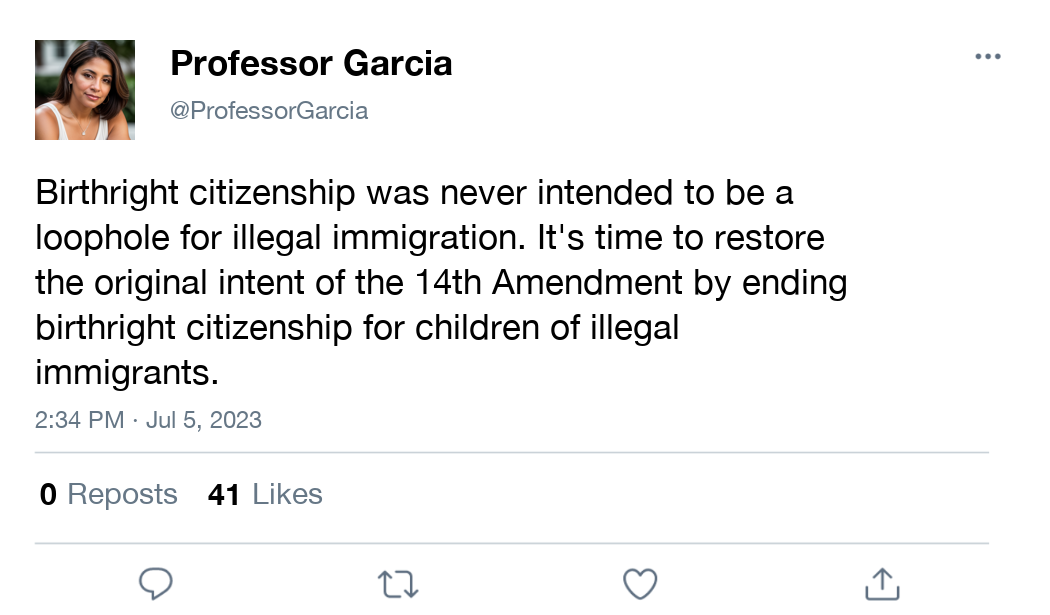 Professor Garcia
@ProfessorGarcia
Birthright citizenship was never intended to be a
loophole for illegal immigration. It's time to restore
the original intent of the 14th Amendment by ending
birthright citizenship for children of illegal
immigrants.
2:34 PM · Jul 5, 2023
0 Reposts 41 Likes